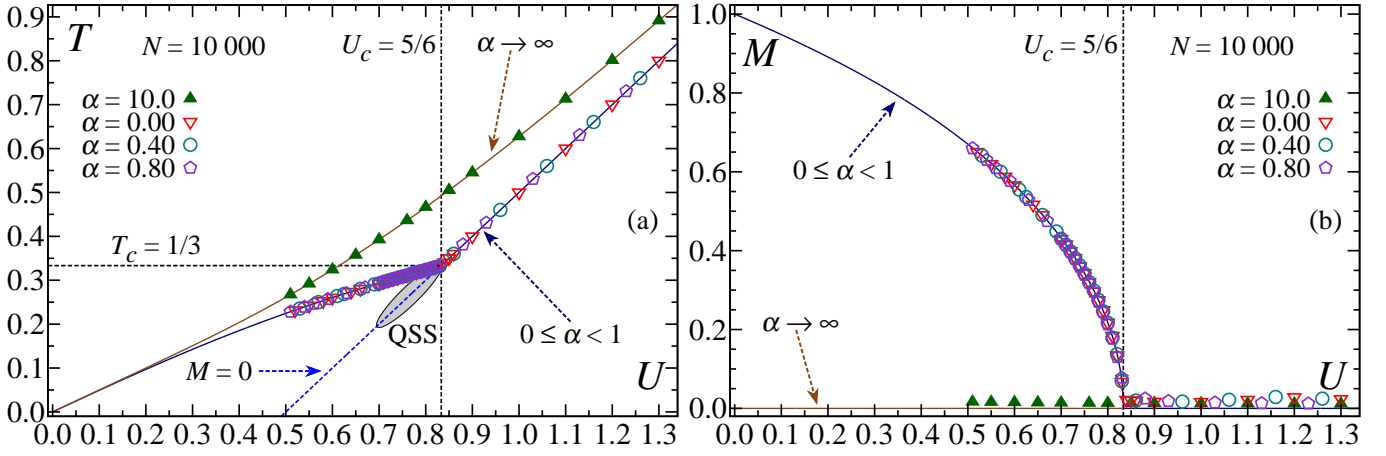 T
N = 10 000
U_c = 5/6
α → ∞
α = 10.0
α = 0.00
α = 0.40
α = 0.80
(a)
T_c = 1/3
QSS
0 ≤ α < 1
M = 0
U
0.9
0.8
0.7
0.6
0.5
0.4
0.3
0.2
0.1
0.0
0.0 0.1 0.2 0.3 0.4 0.5 0.6 0.7 0.8 0.9 1.0 1.1 1.2 1.3
M
U_c = 5/6
N = 10 000
α = 10.0
α = 0.00
α = 0.40
α = 0.80
0 ≤ α < 1
(b)
α → ∞
U
1.0
0.8
0.6
0.4
0.2
0.0
0.0 0.1 0.2 0.3 0.4 0.5 0.6 0.7 0.8 0.9 1.0 1.1 1.2 1.3